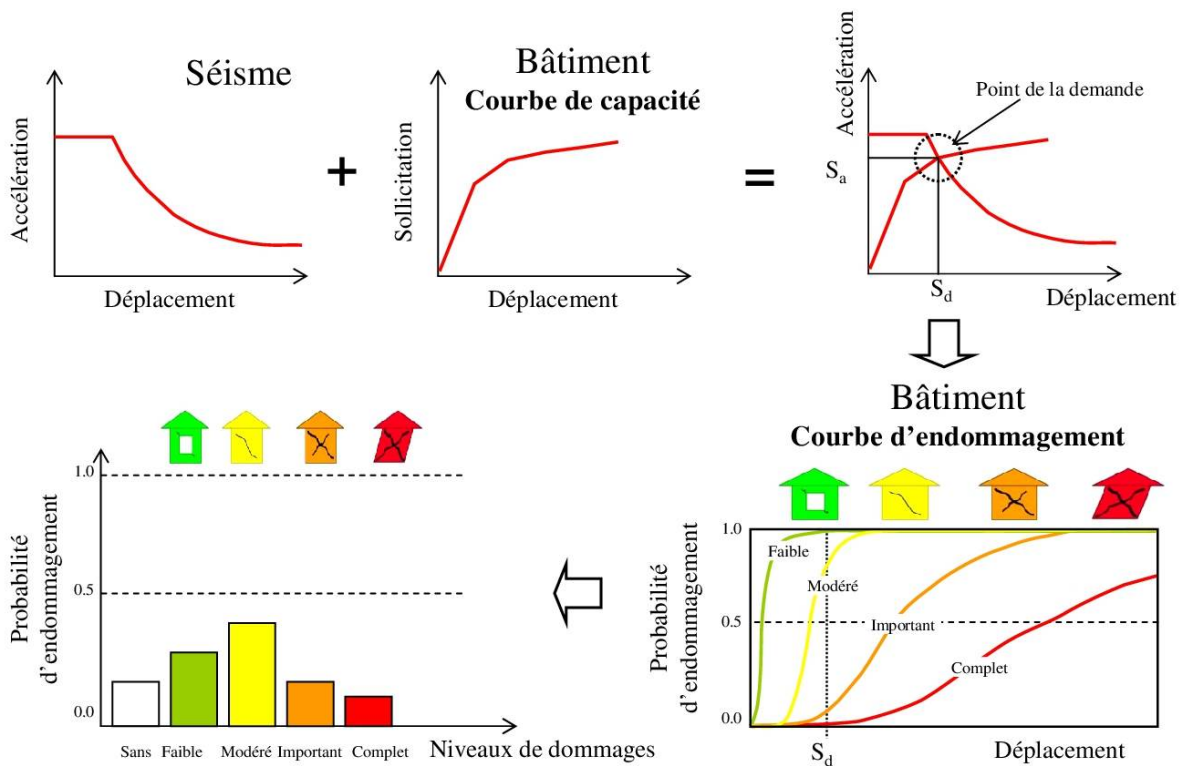 Séisme
Accélération
Déplacement
+
Bâtiment
Courbe de capacité
Sollicitation
=
Accélération
Point de la demande
Sa
Sd
Déplacement
Bâtiment
Courbe d'endommagement
Probabilité
d'endommagement
1.0
0.5
0.0
Faible
Modéré
Important
Complet
Sd
Déplacement
Probabilité
d'endommagement
1.0
0.5
0.0
Sans Faible Modéré Important Complet
Niveaux de dommages